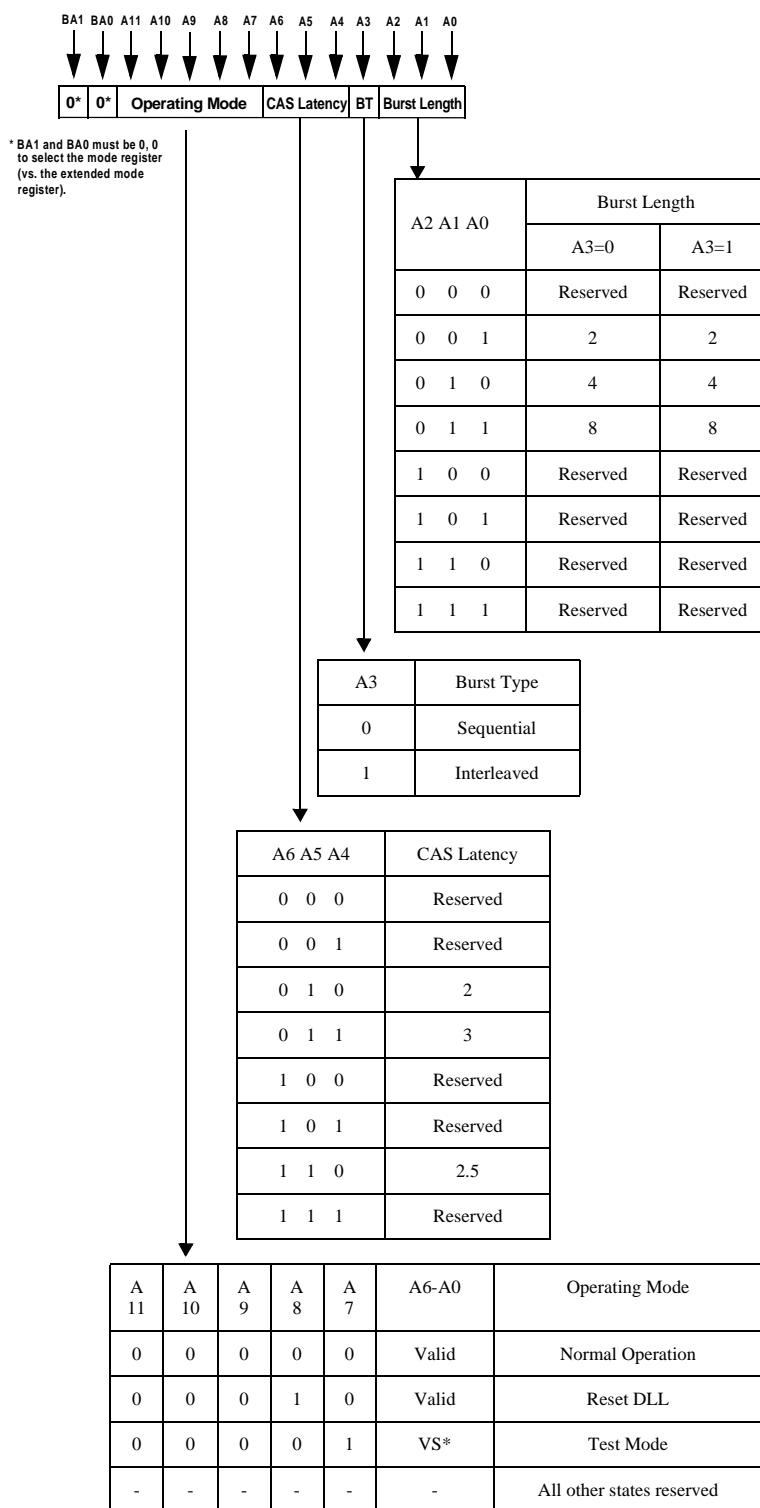 BA1 BA0 A11 A10 A9 A8 A7 A6 A5 A4 A3 A2 A1 A0
0* 0* Operating Mode CAS Latency BT Burst Length
* BA1 and BA0 must be 0, 0
to select the mode register
(vs. the extended mode
register).
A2 A1 A0 Burst Length
A3=0 A3=1
0 0 0 Reserved Reserved
0 0 1 2 2
0 1 0 4 4
0 1 1 8 8
1 0 0 Reserved Reserved
1 0 1 Reserved Reserved
1 1 0 Reserved Reserved
1 1 1 Reserved Reserved
A3 Burst Type
0 Sequential
1 Interleaved
A6 A5 A4 CAS Latency
0 0 0 Reserved
0 0 1 Reserved
0 1 0 2
0 1 1 3
1 0 0 Reserved
1 0 1 Reserved
1 1 0 2.5
1 1 1 Reserved
A A A A A A6-A0 Operating Mode
11 10 9 8 7
0 0 0 0 0 Valid Normal Operation
0 0 0 1 0 Valid Reset DLL
0 0 0 0 1 VS* Test Mode
- - - - - - All other states reserved